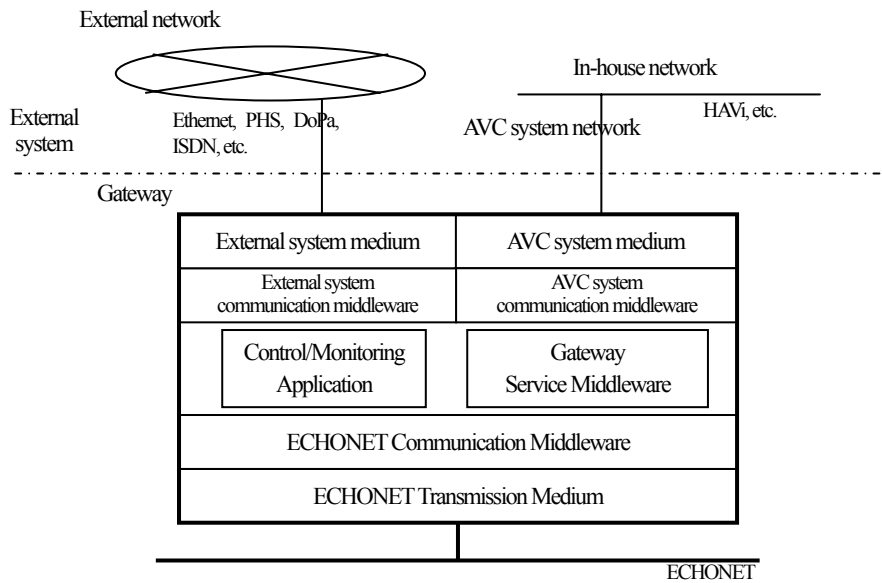 External network
In-house network
External
system
Ethernet, PHS, DoPa,
ISDN, etc.
HAVi, etc.
AVC system network
Gateway
External system medium
AVC system medium
External system
communication middleware
AVC system
communication middleware
Control/Monitoring
Application
Gateway
Service Middleware
ECHONET Communication Middleware
ECHONET Transmission Medium
ECHONET